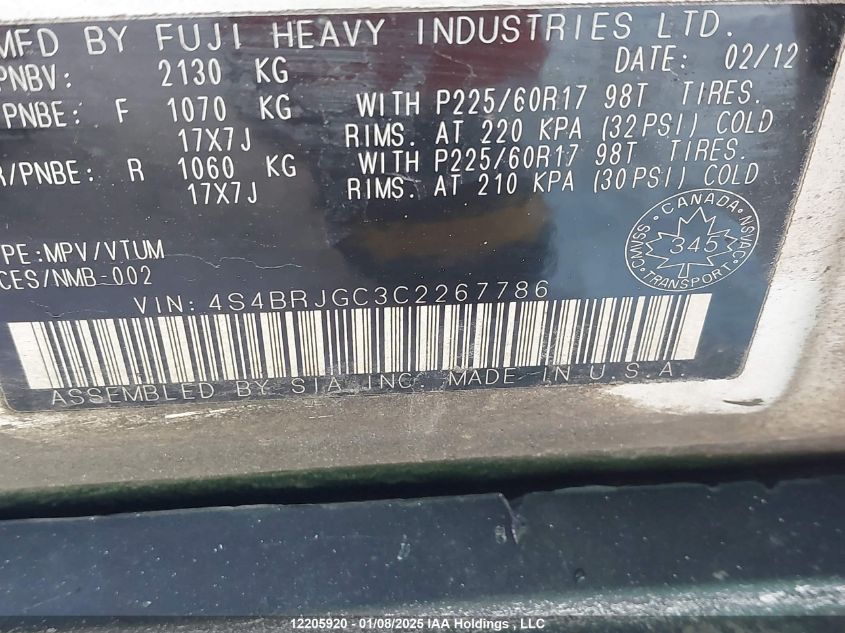 MFD BY FUJI HEAVY INDUSTRIES LTD.
DATE: 02/12
PNBV: 2130 KG
PNBE: F 1070 KG WITH P225/60R17 98T TIRES.
17X7J RIMS. AT 220 KPA (32PSI) COLD
R/PNBE: R 1060 KG WITH P225/60R17 98T TIRES.
17X7J RIMS. AT 210 KPA (30PSI) COLD
PE:MPV/VTUM
CES/NMB-002
CANADA
CMVSS 345 NSVAC
TRANSPORT
VIN: 4S4BRJGC3C2267786
ASSEMBLED BY SIA INC. MADE IN U.S.A.
12205920 - 01/08/2025 IAA Holdings, LLC